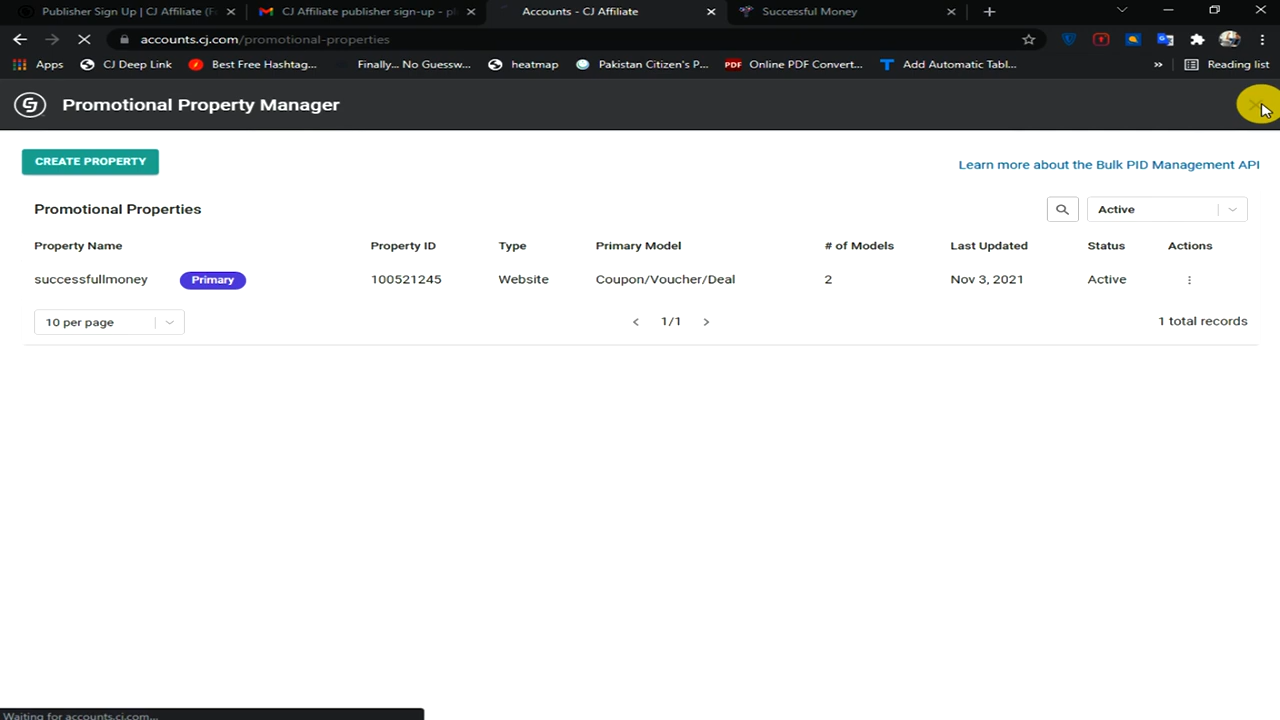 Publisher Sign Up | CJ Affiliate (F
CJ Affiliate publisher sign-up - pl
Accounts - CJ Affiliate
Successful Money
accounts.cj.com/promotional-properties
Apps
CJ Deep Link
Best Free Hashtag...
Finally... No Guessw...
heatmap
Pakistan Citizen's P...
PDF
Online PDF Convert...
Add Automatic Tabl...
»
Reading list
Promotional Property Manager
CREATE PROPERTY
Learn more about the Bulk PID Management API
Promotional Properties
Active
Property Name Property ID Type Primary Model # of Models Last Updated Status Actions
successfullmoney Primary 100521245 Website Coupon/Voucher/Deal 2 Nov 3, 2021 Active
10 per page < 1/1 > 1 total records
Waiting for accounts.cj.com...